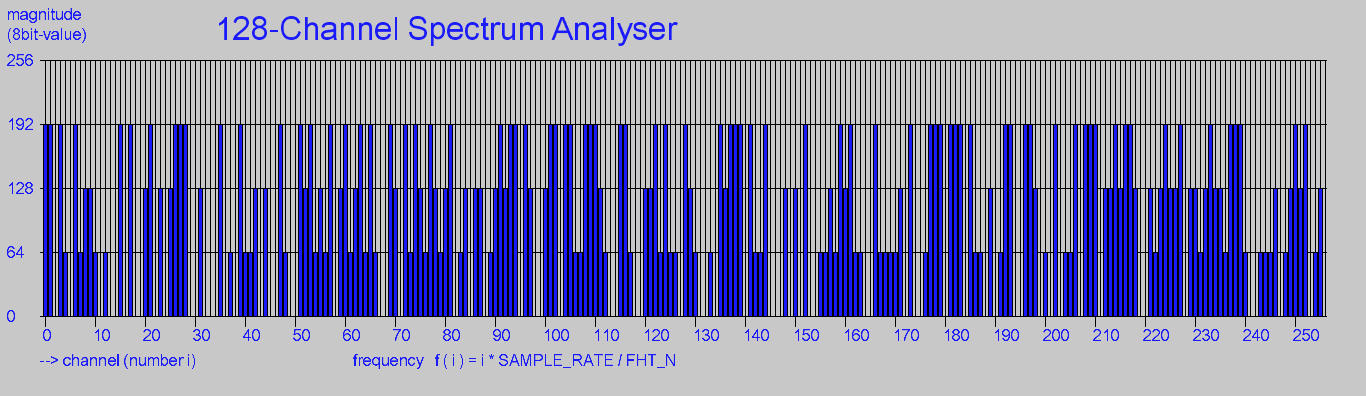 magnitude
(8bit-value)
128-Channel Spectrum Analyser
256
192
128
64
0
0 10 20 30 40 50 60 70 80 90 100 110 120 130 140 150 160 170 180 190 200 210 220 230 240 250
--> channel (number i)
frequency f ( i ) = i * SAMPLE_RATE / FHT_N